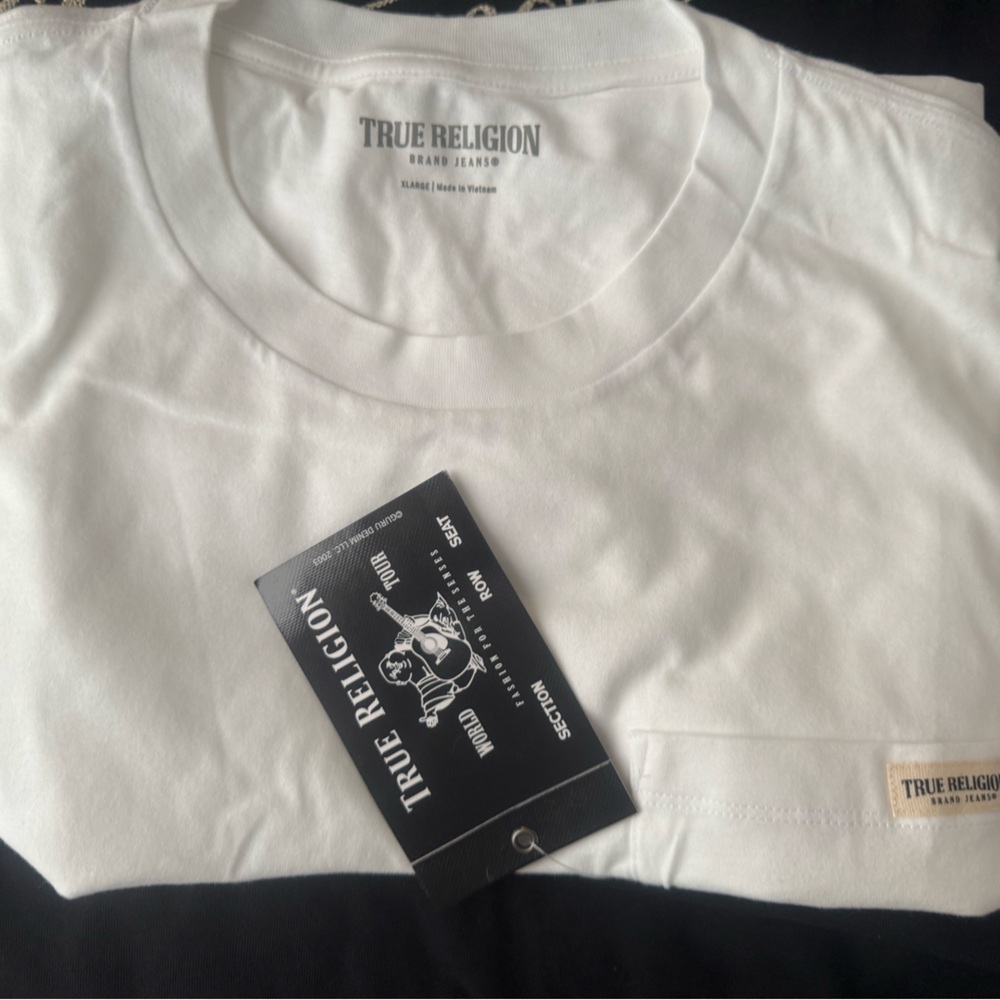 TRUE RELIGION
BRAND JEANS®
XLARGE | Made in Vietnam
TRUE RELIGION®
WORLD TOUR
FASHION FOR THE SENSES
SECTION ROW SEAT
©GURU DENIM LLC. 2003
TRUE RELIGIO
BRAND JEANS®